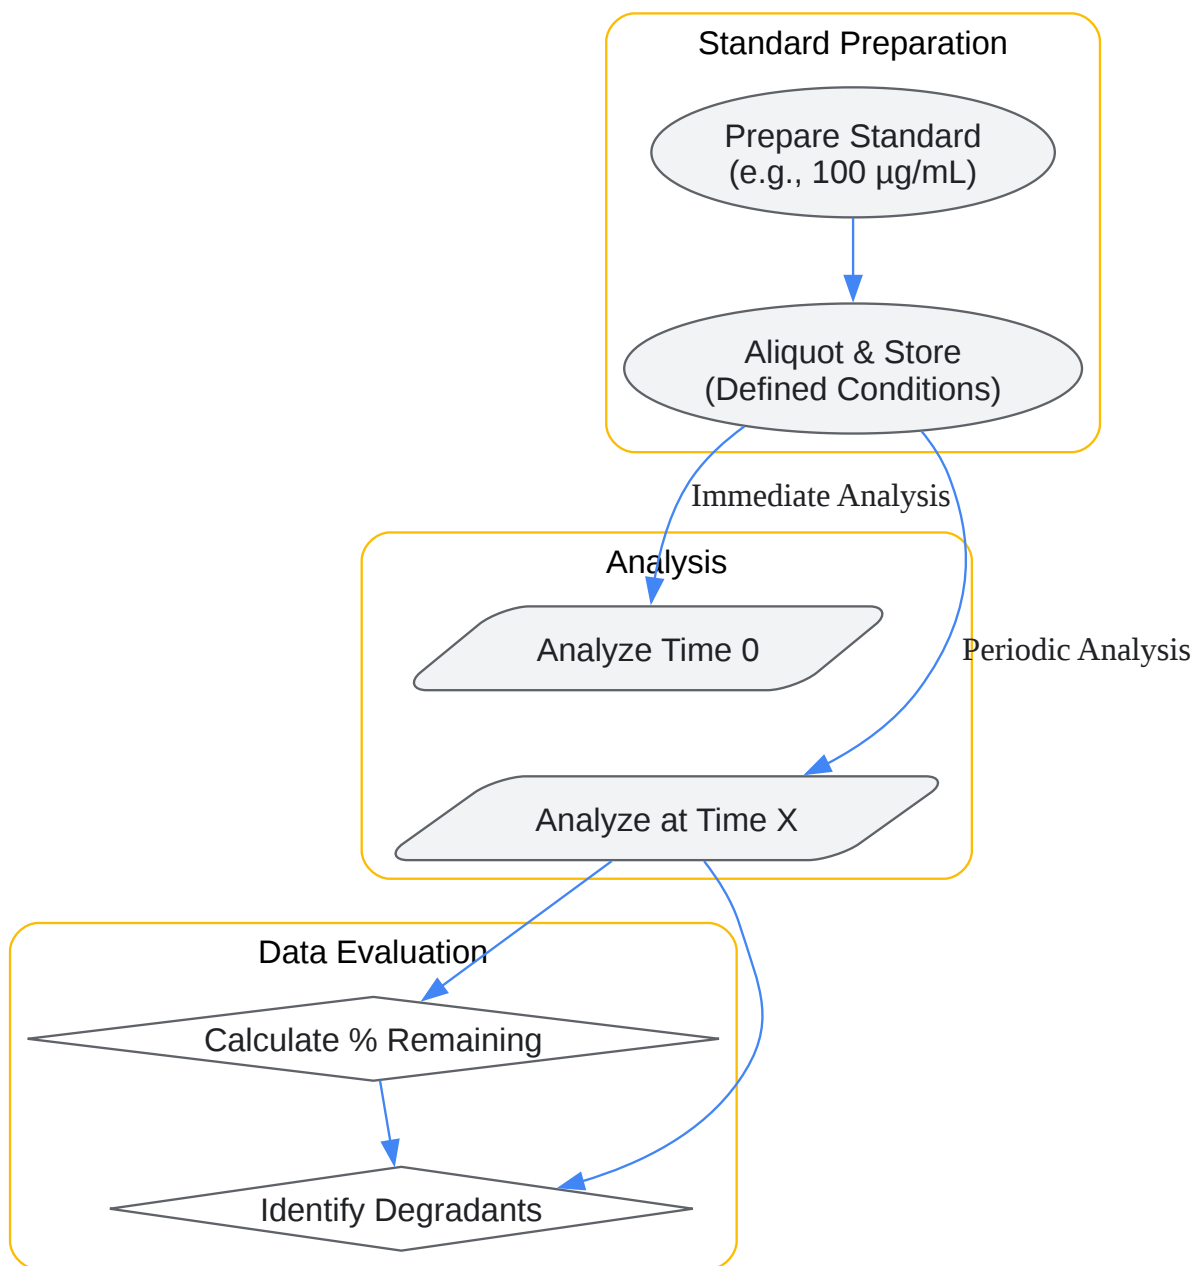 Standard Preparation
Prepare Standard
(e.g., 100 µg/mL)
Aliquot & Store
(Defined Conditions)
Immediate Analysis
Analysis
Analyze Time 0
Periodic Analysis
Analyze at Time X
Data Evaluation
Calculate % Remaining
Identify Degradants